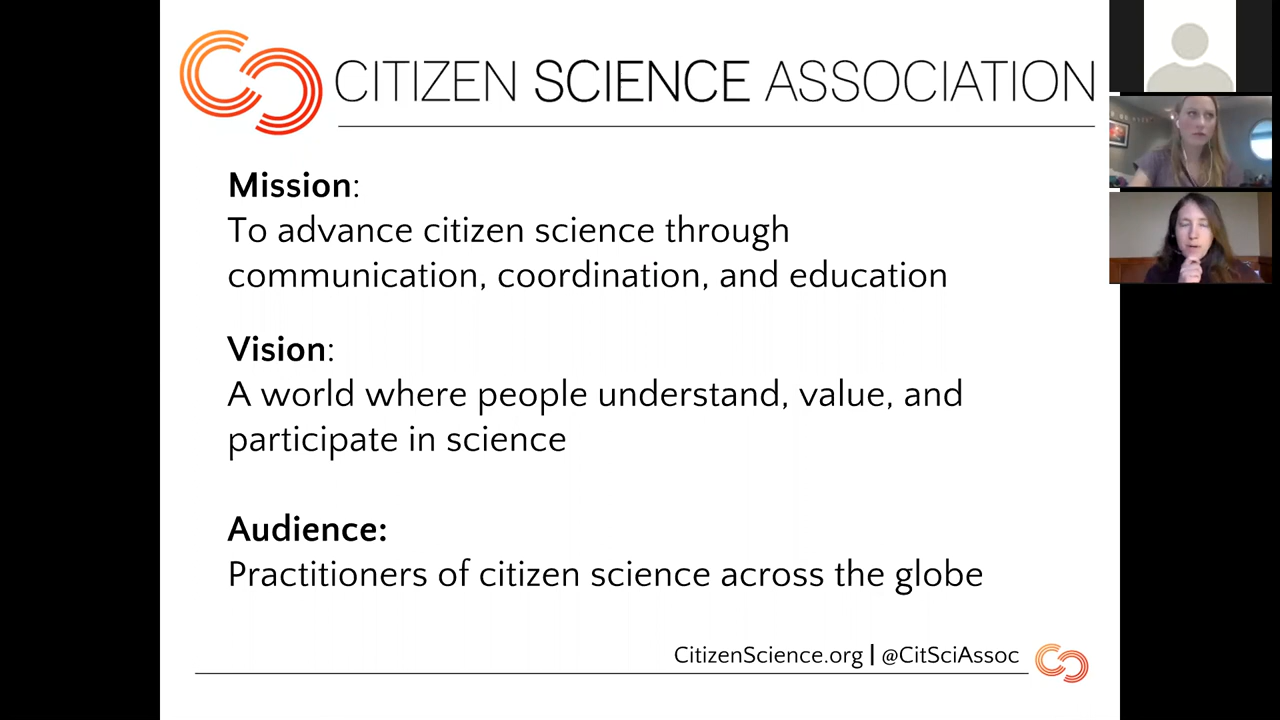 CITIZEN SCIENCE ASSOCIATION
Mission:
To advance citizen science through
communication, coordination, and education
Vision:
A world where people understand, value, and
participate in science
Audience:
Practitioners of citizen science across the globe
CitizenScience.org | @CitSciAssoc